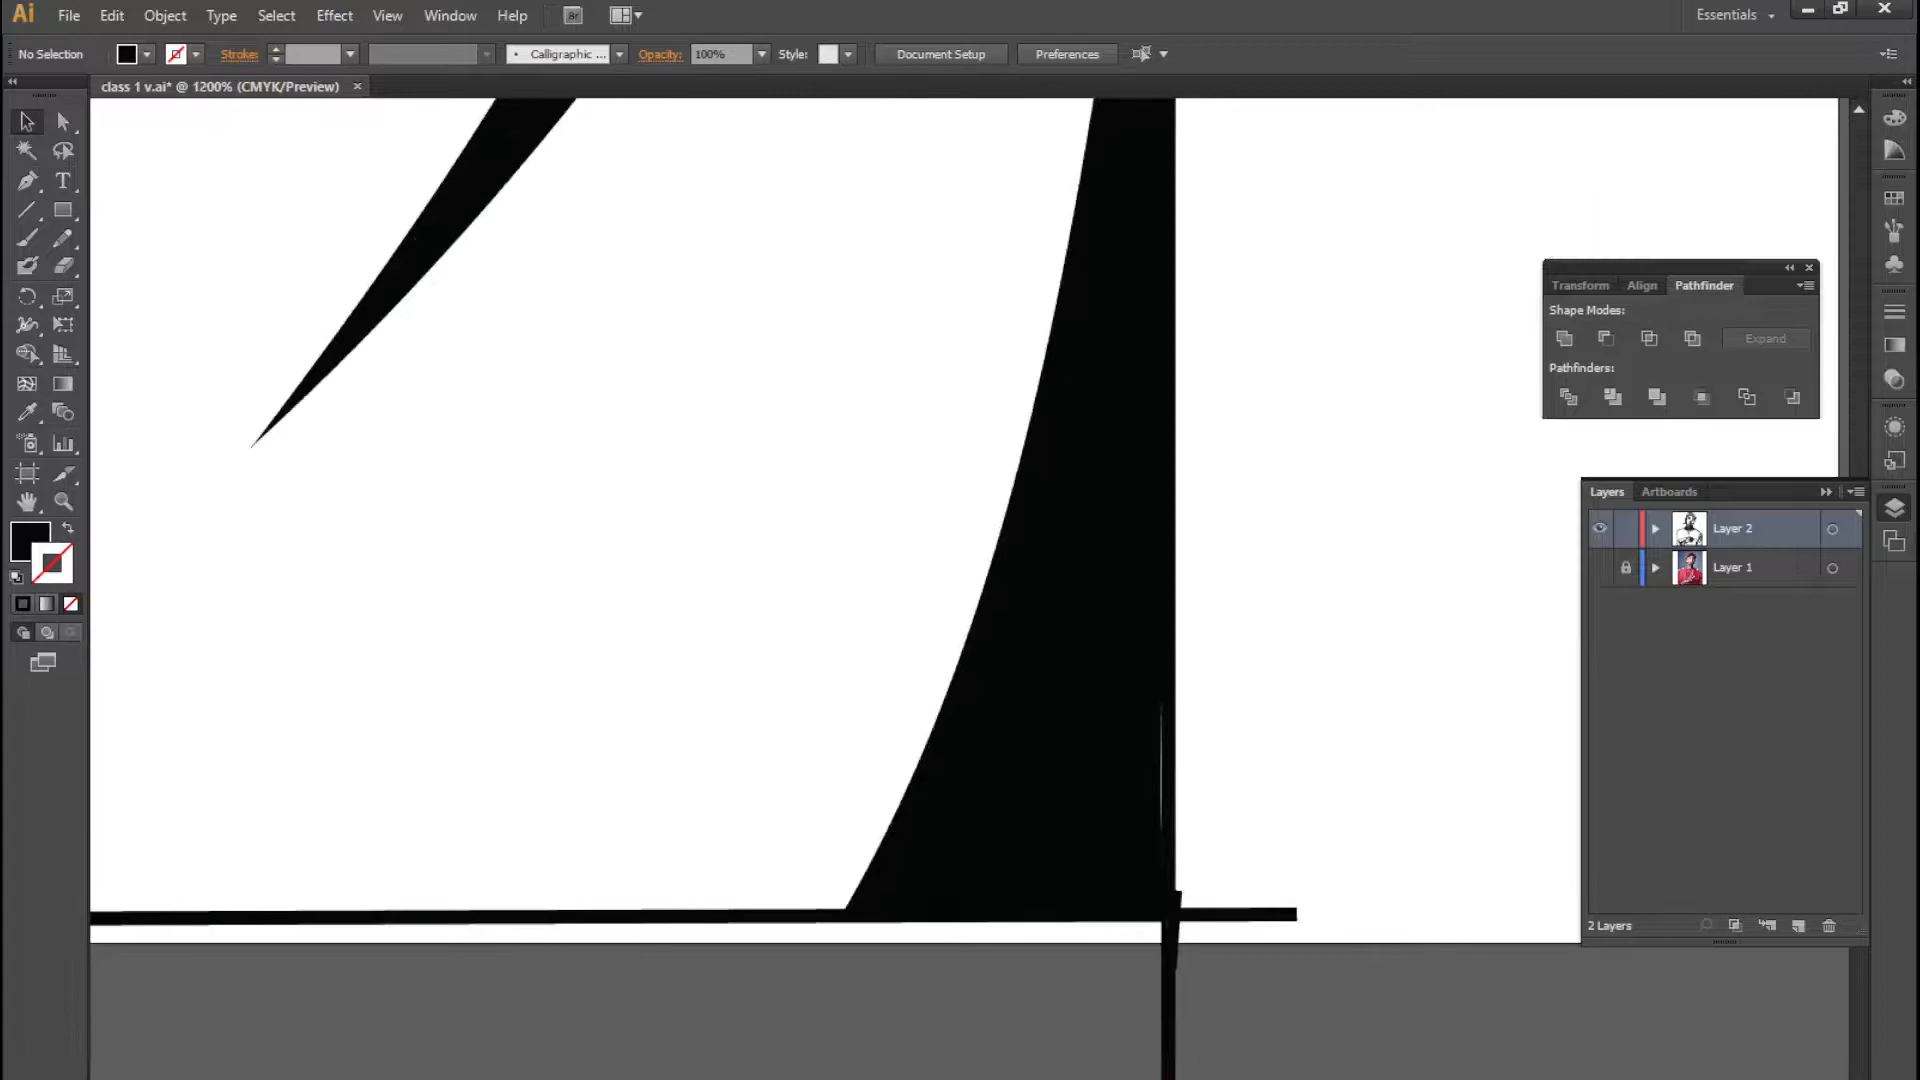 Ai File Edit Object Type Select Effect View Window Help Br Essentials
No Selection Stroke: Calligraphic ... Opacity: 100% Style: Document Setup Preferences
class 1 v.ai* @ 1200% (CMYK/Preview)
T
Transform Align Pathfinder
Shape Modes:
Expand
Pathfinders:
Layers Artboards
Layer 2
Layer 1
2 Layers